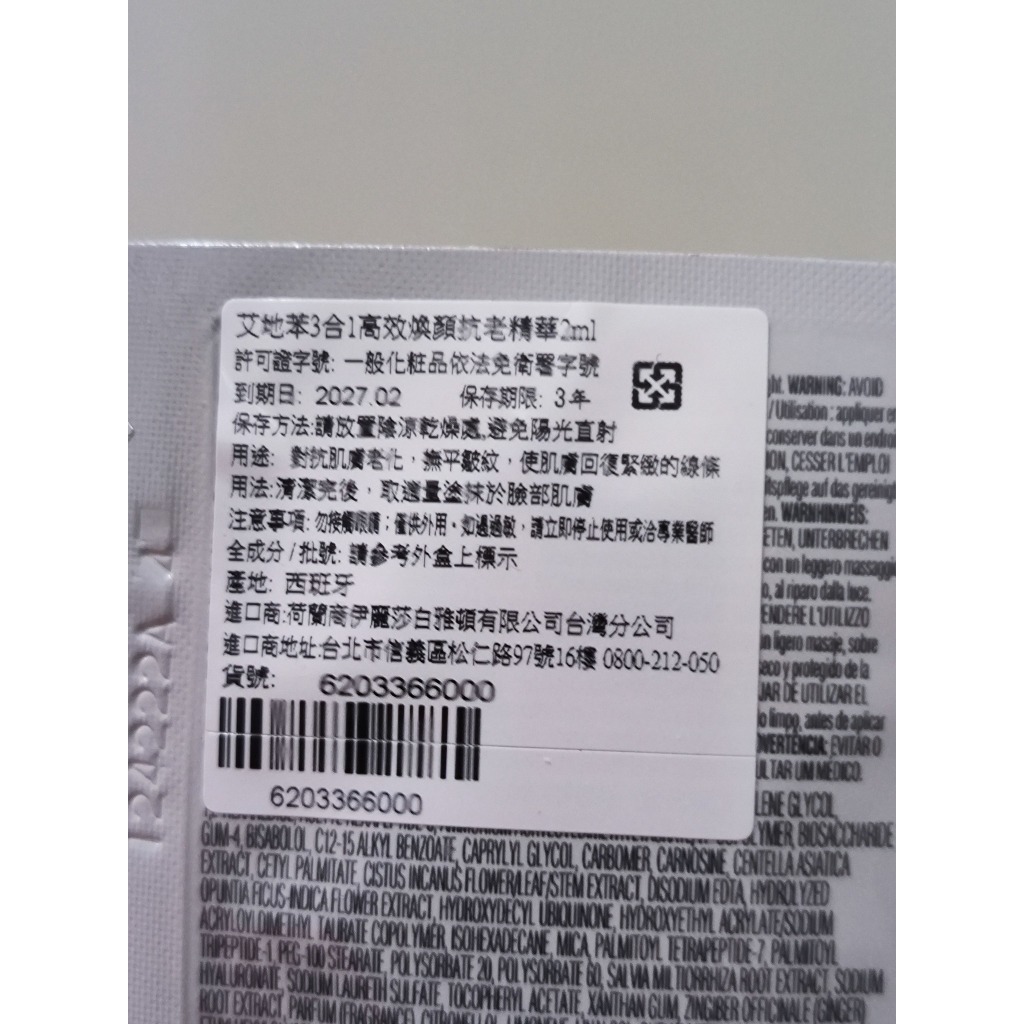 艾地苯3合1高效煥顏抗老精華2ml
許可證字號: 一般化粧品依法免衛署字號
到期日: 2027.02 保存期限: 3年
保存方法:請放置陰涼乾燥處,避免陽光直射
用途: 對抗肌膚老化，撫平皺紋，使肌膚回復緊緻的線條
用法:清潔完後，取適量塗抹於臉部肌膚
注意事項: 勿接觸眼睛；僅供外用。如遇過敏，請立即停止使用或洽專業醫師
全成分/批號: 請參考外盒上標示
產地: 西班牙
進口商:荷蘭商伊麗莎白雅頓有限公司台灣分公司
進口商地址:台北市信義區松仁路97號16樓 0800-212-050
貨號: 6203366000
6203366000
WARNING: AVOID
/ Utilisation : appliquer en
conserver dans un endroi
ION, CESSER L'EMPLOI
tspflege auf das gereinigt
en. WARNHINWEIS:
ETEN, UNTERBRECHEN
con un leggero massaggi
o, al riparo dalla luce.
ENDERE L'UTILIZZO
un ligero masaje, sobre
seco y protegido de la
JAR DE UTILIZAR EL
o limpo, antes de aplicar
DVERTÊNCIA: EVITAR O
ULTAR UM MÉDICO.
LENE GLYCOL,
OLYMER, BIOSACCHARIDE
GUM-4, BISABOLOL, C12-15 ALKYL BENZOATE, CAPRYLYL GLYCOL, CARBOMER, CARNOSINE, CENTELLA ASIATICA
EXTRACT, CETYL PALMITATE, CISTUS INCANUS FLOWER/LEAF/STEM EXTRACT, DISODIUM EDTA, HYDROLYZED
OPUNTIA FICUS-INDICA FLOWER EXTRACT, HYDROXYDECYL UBIQUINONE, HYDROXYETHYL ACRYLATE/SODIUM
ACRYLOYLDIMETHYL TAURATE COPOLYMER, ISOHEXADECANE, MICA, PALMITOYL TETRAPEPTIDE-7, PALMITOYL
TRIPEPTIDE-1, PEG-100 STEARATE, POLYSORBATE 20, POLYSORBATE 60, SALVIA MILTIORRHIZA ROOT EXTRACT, SODIUM
HYALURONATE, SODIUM LAURETH SULFATE, TOCOPHERYL ACETATE, XANTHAN GUM, ZINGIBER OFFICINALE (GINGER)
ROOT EXTRACT, PARFUM (FRAGRANCE), CITRONELLOL, LIMONENE,